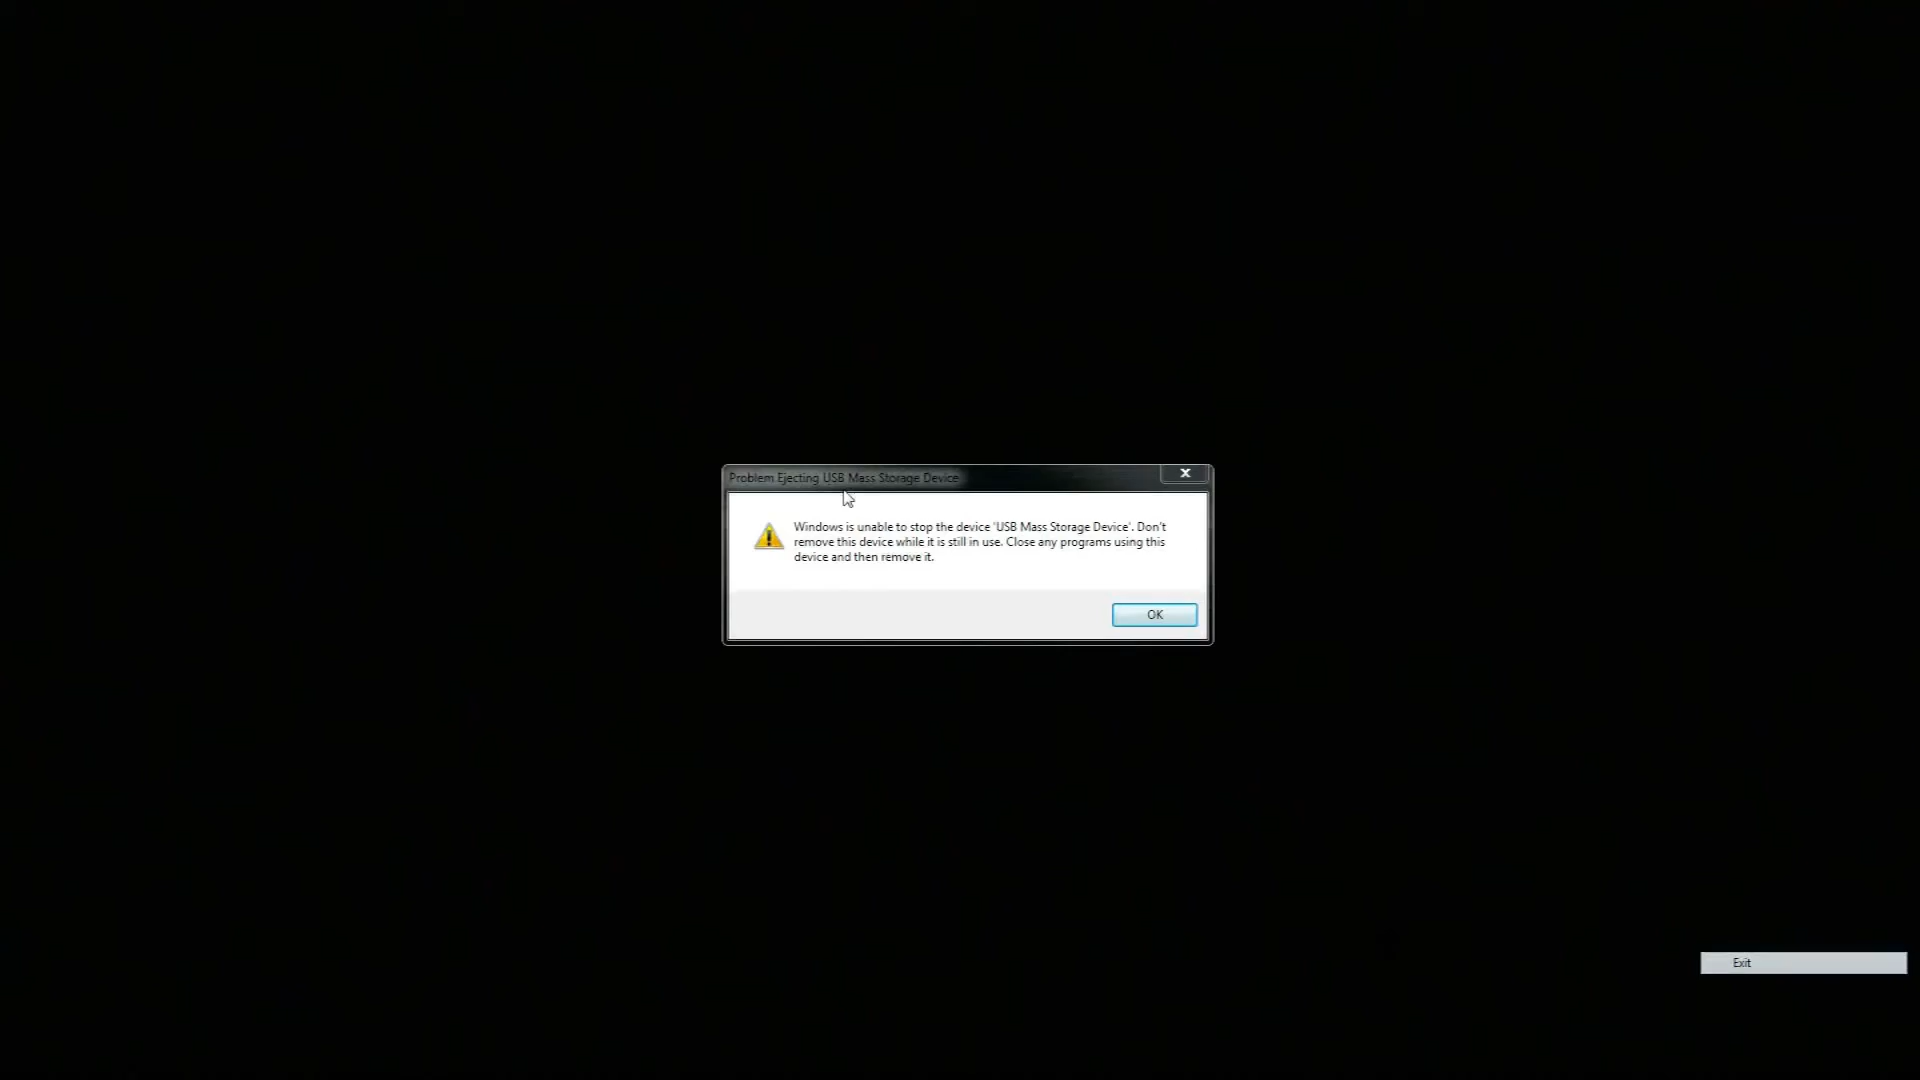 Problem Ejecting USB Mass Storage Device
Windows is unable to stop the device 'USB Mass Storage Device'. Don't
remove this device while it is still in use. Close any programs using this
device and then remove it.
OK
Exit